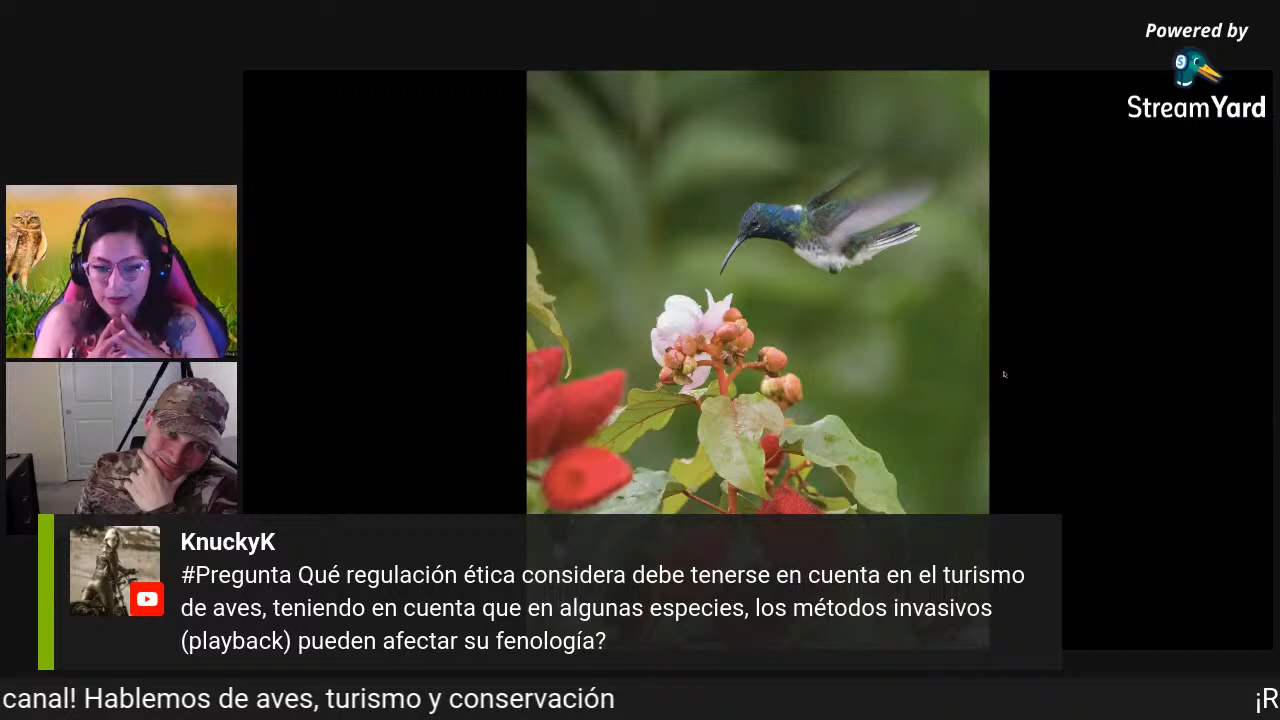 Powered by
StreamYard
KnuckyK
#Pregunta Qué regulación ética considera debe tenerse en cuenta en el turismo
de aves, teniendo en cuenta que en algunas especies, los métodos invasivos
(playback) pueden afectar su fenología?
canal! Hablemos de aves, turismo y conservación
¡R